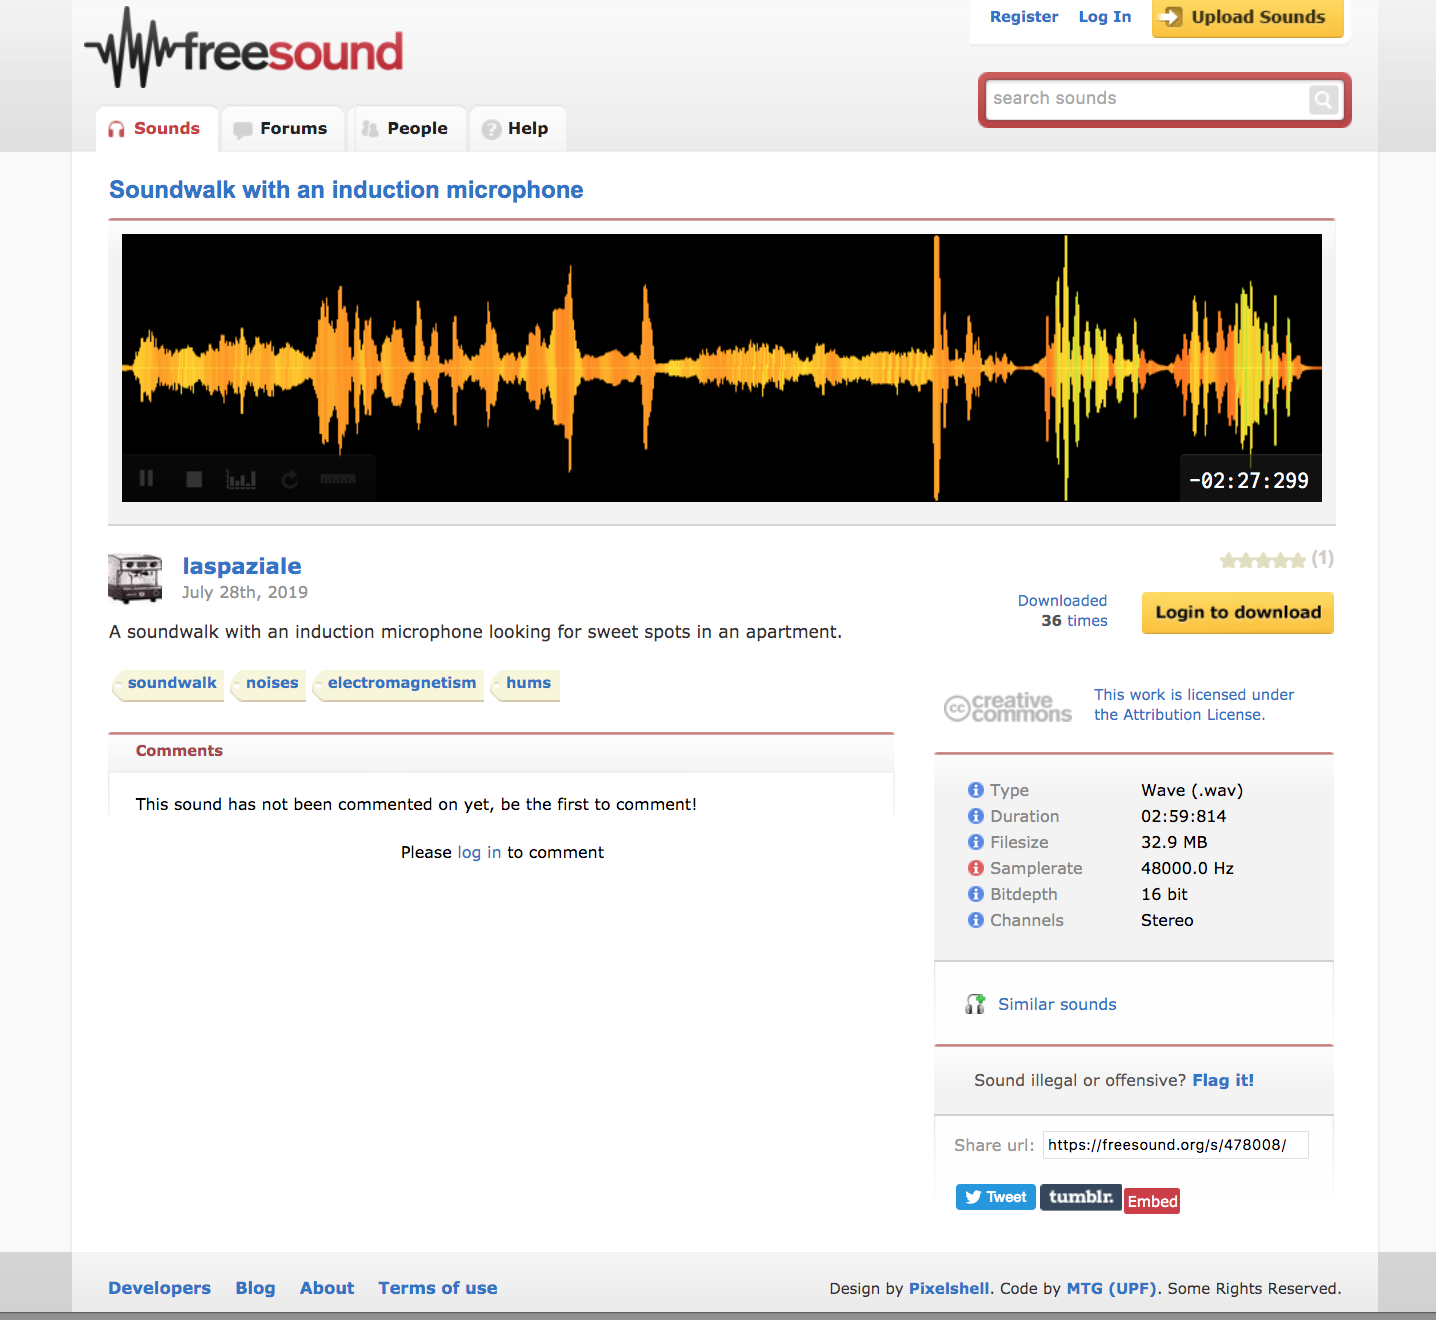 Register Log In Upload Sounds
freesound
search sounds
Sounds Forums People Help
Soundwalk with an induction microphone
-02:27:299
laspaziale
July 28th, 2019
(1)
Downloaded
36 times
Login to download
A soundwalk with an induction microphone looking for sweet spots in an apartment.
soundwalk noises electromagnetism hums
cc creative
commons
This work is licensed under
the Attribution License.
Comments
This sound has not been commented on yet, be the first to comment!
Please log in to comment
Type Wave (.wav)
Duration 02:59:814
Filesize 32.9 MB
Samplerate 48000.0 Hz
Bitdepth 16 bit
Channels Stereo
Similar sounds
Sound illegal or offensive? Flag it!
Share url: https://freesound.org/s/478008/
Tweet tumblr. Embed
Developers Blog About Terms of use
Design by Pixelshell. Code by MTG (UPF). Some Rights Reserved.